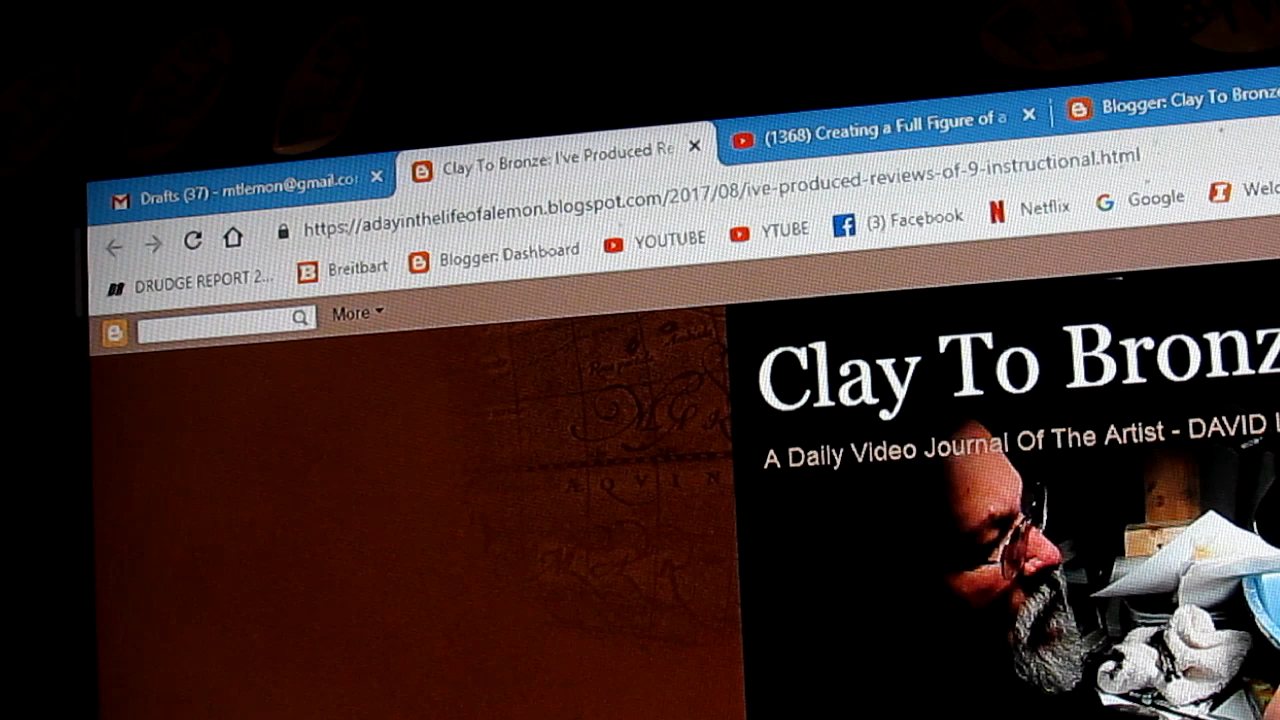 Drafts (37) - mtlemon@gmail.co
Clay To Bronze: I've Produced Re
(1368) Creating a Full Figure of a
Blogger: Clay To Bronze
https://adayinthelifeofalemon.blogspot.com/2017/08/ive-produced-reviews-of-9-instructional.html
DRUDGE REPORT 2... Breitbart Blogger: Dashboard YOUTUBE YTUBE (3) Facebook Netflix Google Welc
More
Clay To Bronz
A Daily Video Journal Of The Artist - DAVID L
A Q V I N